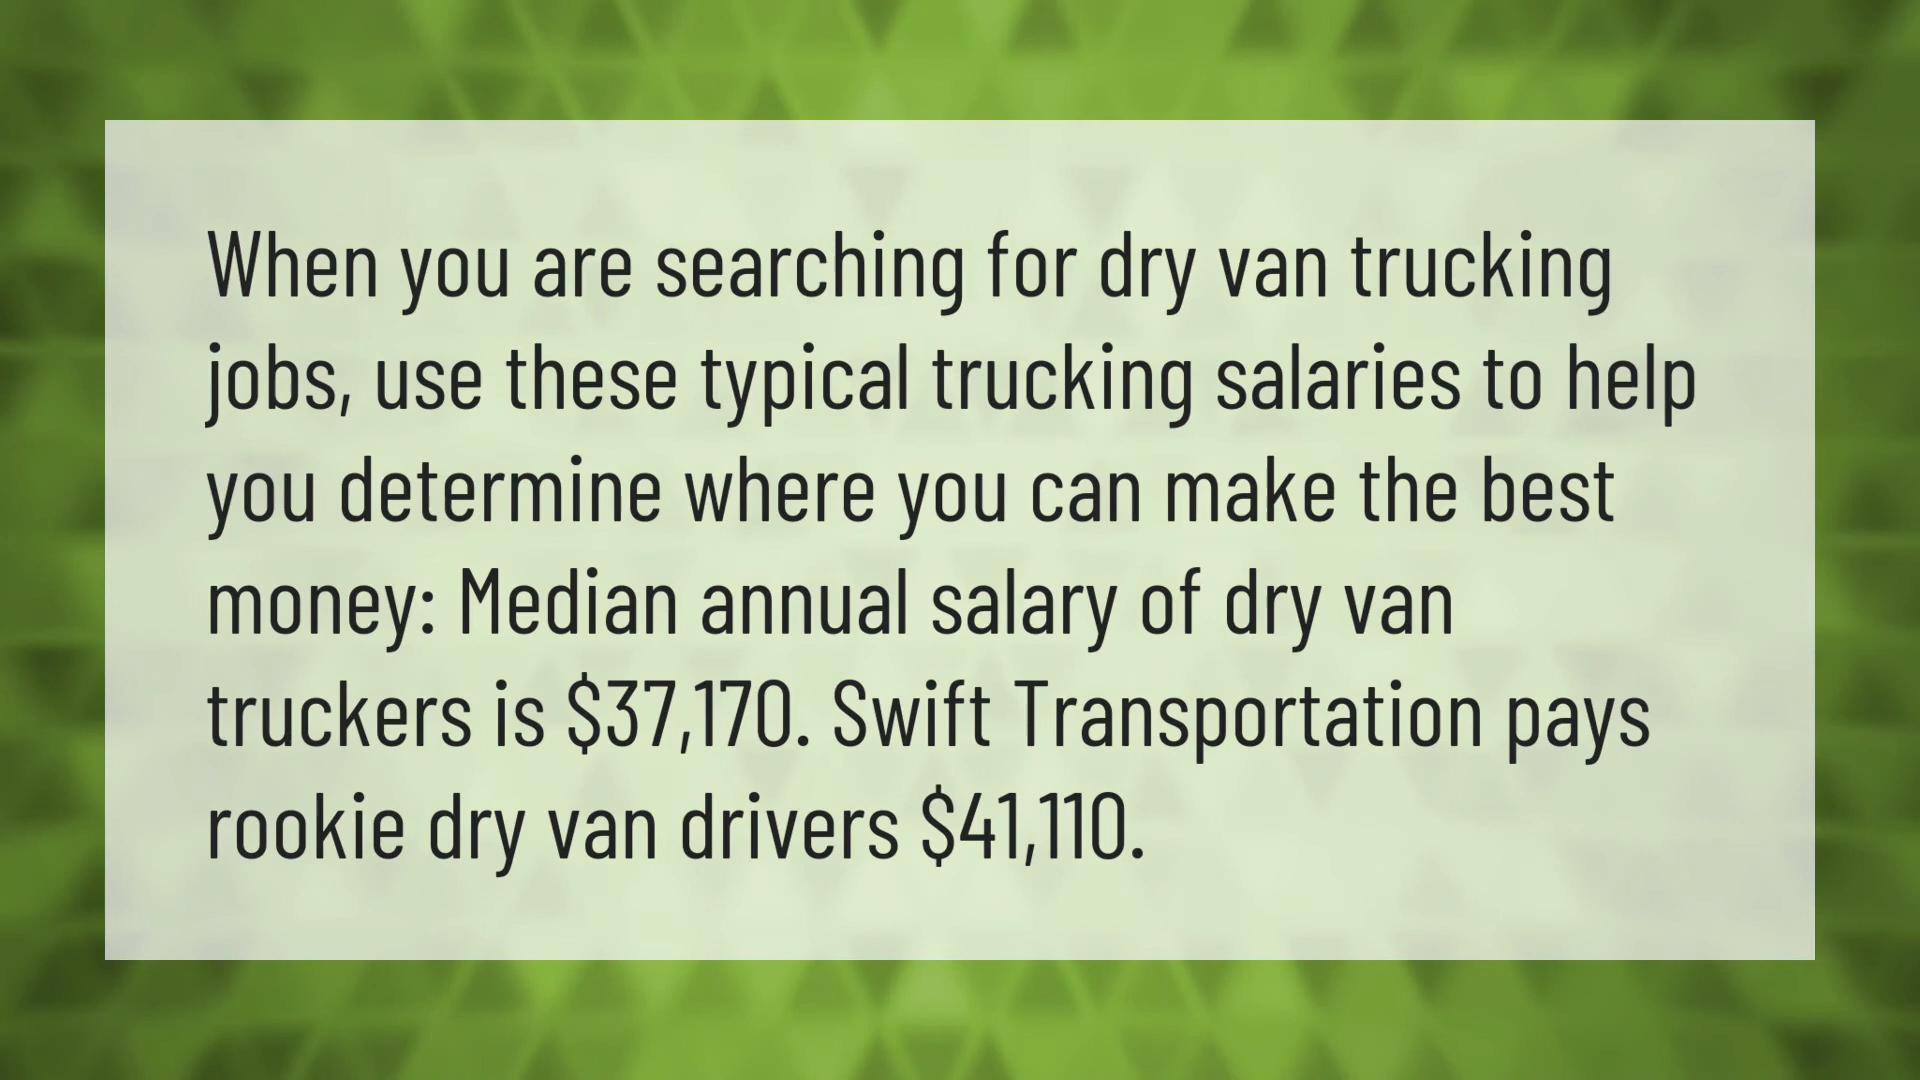 When you are searching for dry van trucking
jobs, use these typical trucking salaries to help
you determine where you can make the best
money: Median annual salary of dry van
truckers is $37,170. Swift Transportation pays
rookie dry van drivers $41,110.